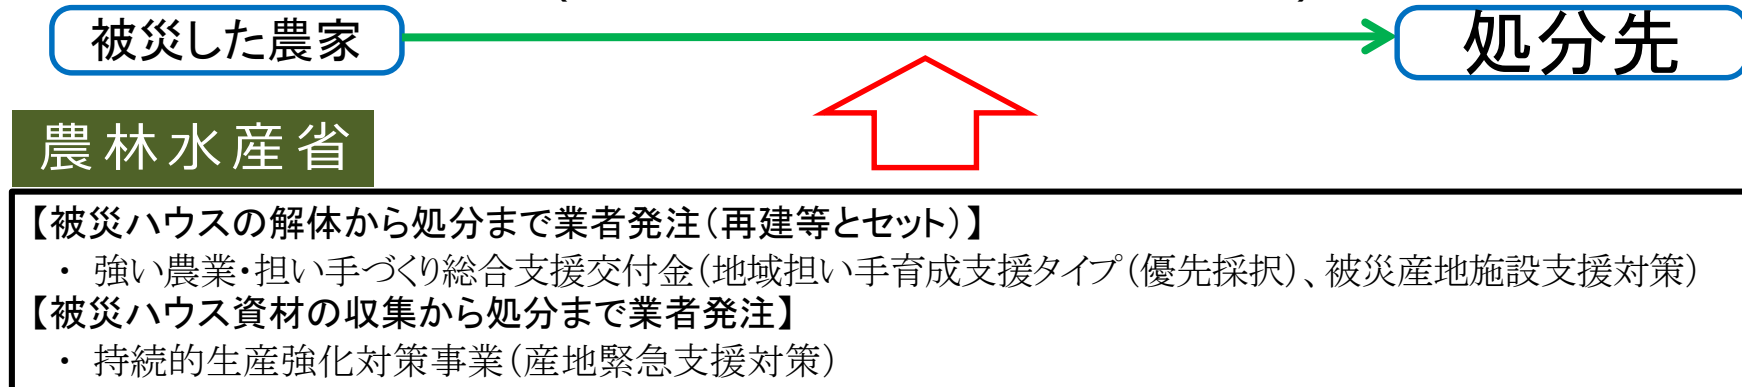 被災した農家
処分先
農林水産省
【被災ハウスの解体から処分まで業者発注(再建等とセット)】
・ 強い農業・担い手づくり総合支援交付金(地域担い手育成支援タイプ(優先採択)、被災産地施設支援対策)
【被災ハウス資材の収集から処分まで業者発注】
・ 持続的生産強化対策事業(産地緊急支援対策)